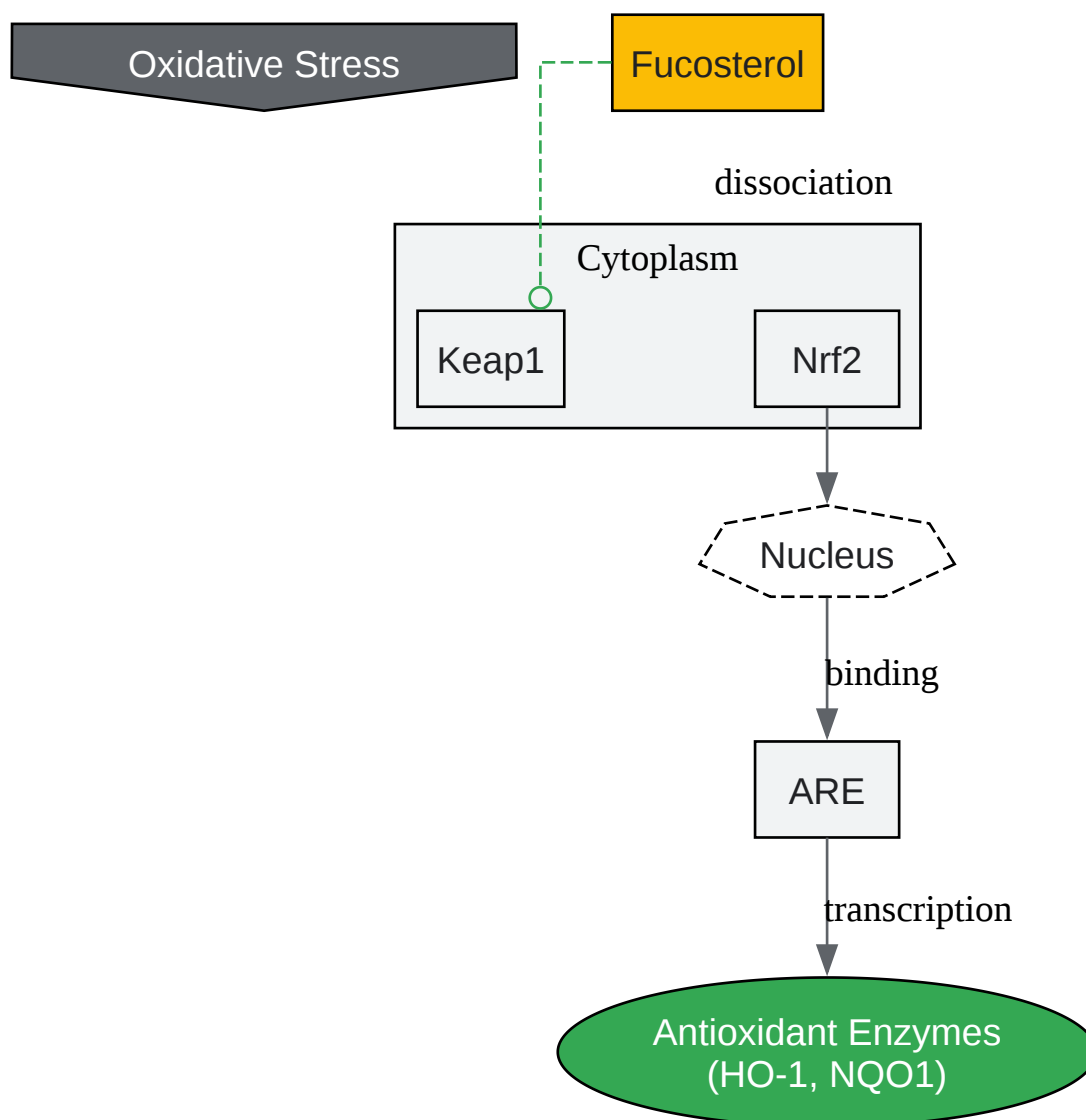 Oxidative Stress
Fucosterol
dissociation
Cytoplasm
Keap1
Nrf2
Nucleus
binding
ARE
transcription
Antioxidant Enzymes
(HO-1, NQO1)